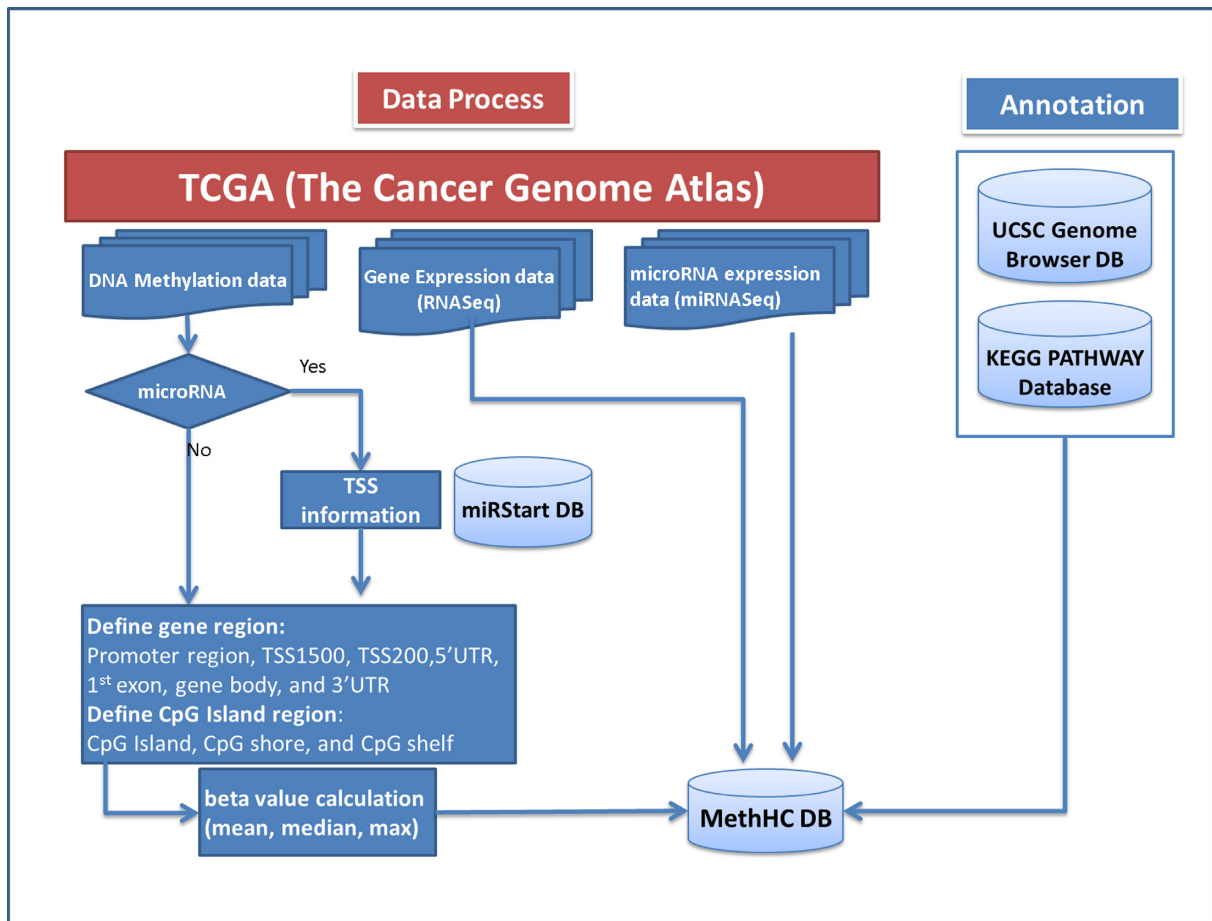 Data Process
Annotation
TCGA (The Cancer Genome Atlas)
UCSC Genome
Browser DB
DNA Methylation data
Gene Expression data
(RNASeq)
microRNA expression
data (miRNASeq)
KEGG PATHWAY
Database
microRNA
Yes
No
TSS
information
miRStart DB
Define gene region:
Promoter region, TSS1500, TSS200,5’UTR,
1st exon, gene body, and 3’UTR
Define CpG Island region:
CpG Island, CpG shore, and CpG shelf
beta value calculation
(mean, median, max)
MethHC DB